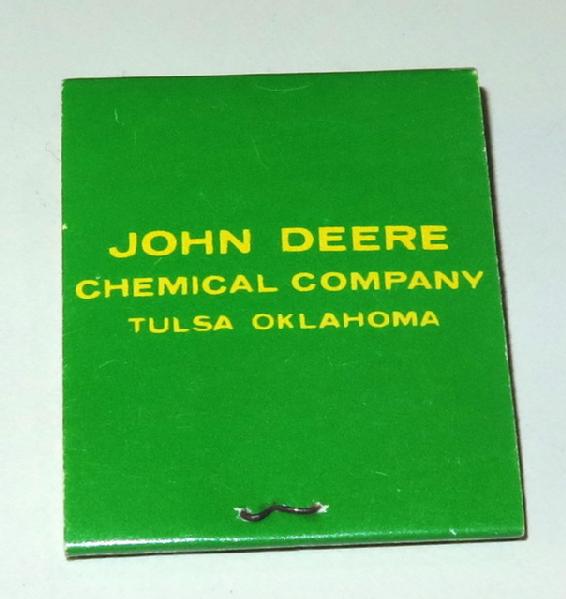 JOHN DEERE
CHEMICAL COMPANY
TULSA OKLAHOMA